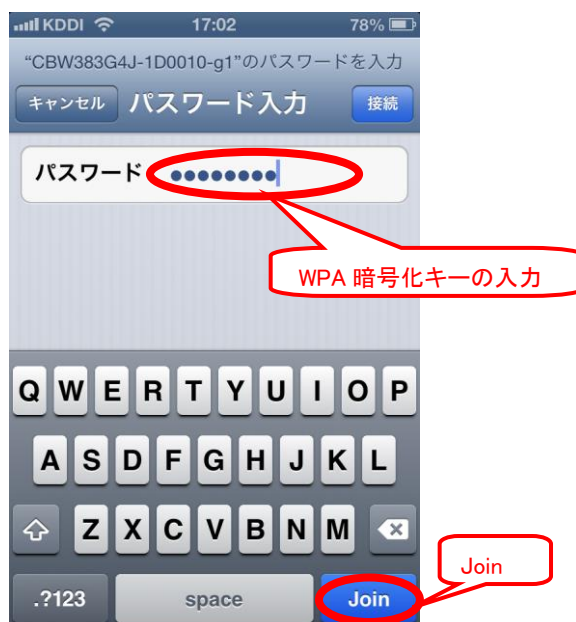 KDDI 17:02 78%
“CBW383G4J-1D0010-g1”のパスワードを入力
キャンセル パスワード入力 接続
パスワード ●●●●●●●●
WPA 暗号化キーの入力
Q W E R T Y U I O P
A S D F G H J K L
Z X C V B N M
Join
.?123 space Join